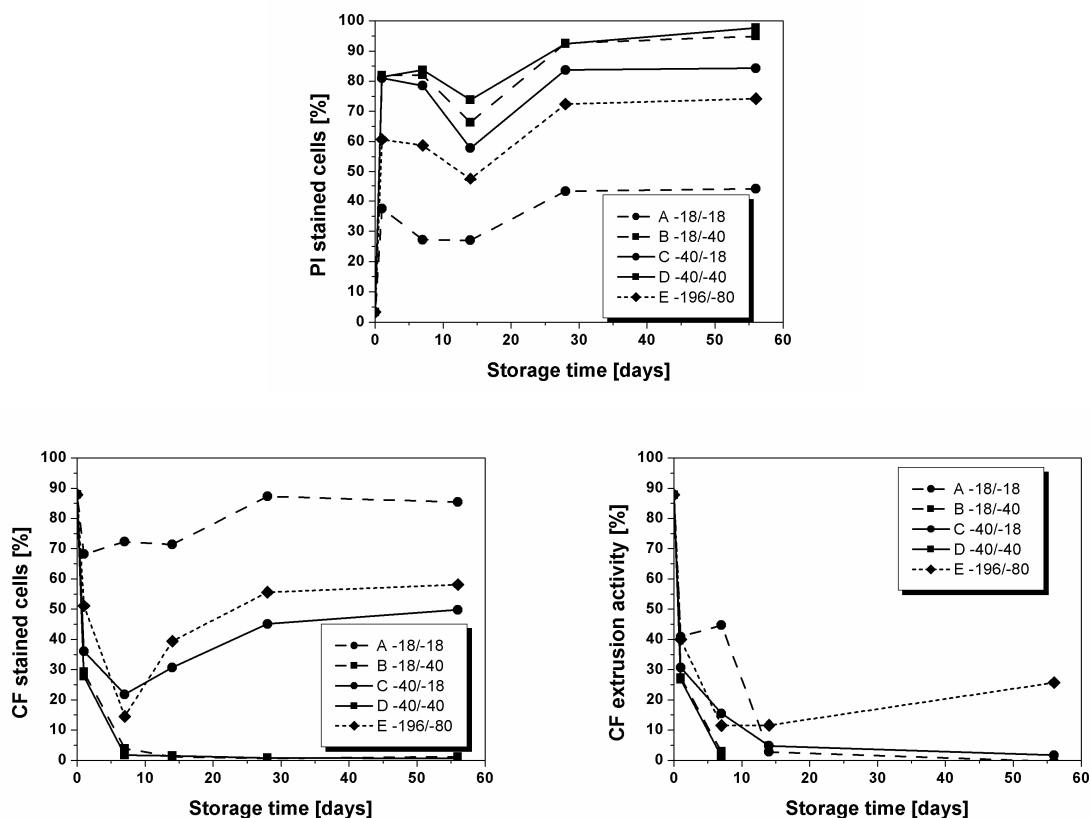 100
90
80
70
60
50
40
30
20
10
0
PI stained cells [%]
A -18/-18
B -18/-40
C -40/-18
D -40/-40
E -196/-80
0 10 20 30 40 50 60
Storage time [days]
100
90
80
70
60
50
40
30
20
10
0
CF stained cells [%]
A -18/-18
B -18/-40
C -40/-18
D -40/-40
E -196/-80
0 10 20 30 40 50 60
Storage time [days]
100
90
80
70
60
50
40
30
20
10
0
CF extrusion activity [%]
A -18/-18
B -18/-40
C -40/-18
D -40/-40
E -196/-80
0 10 20 30 40 50 60
Storage time [days]